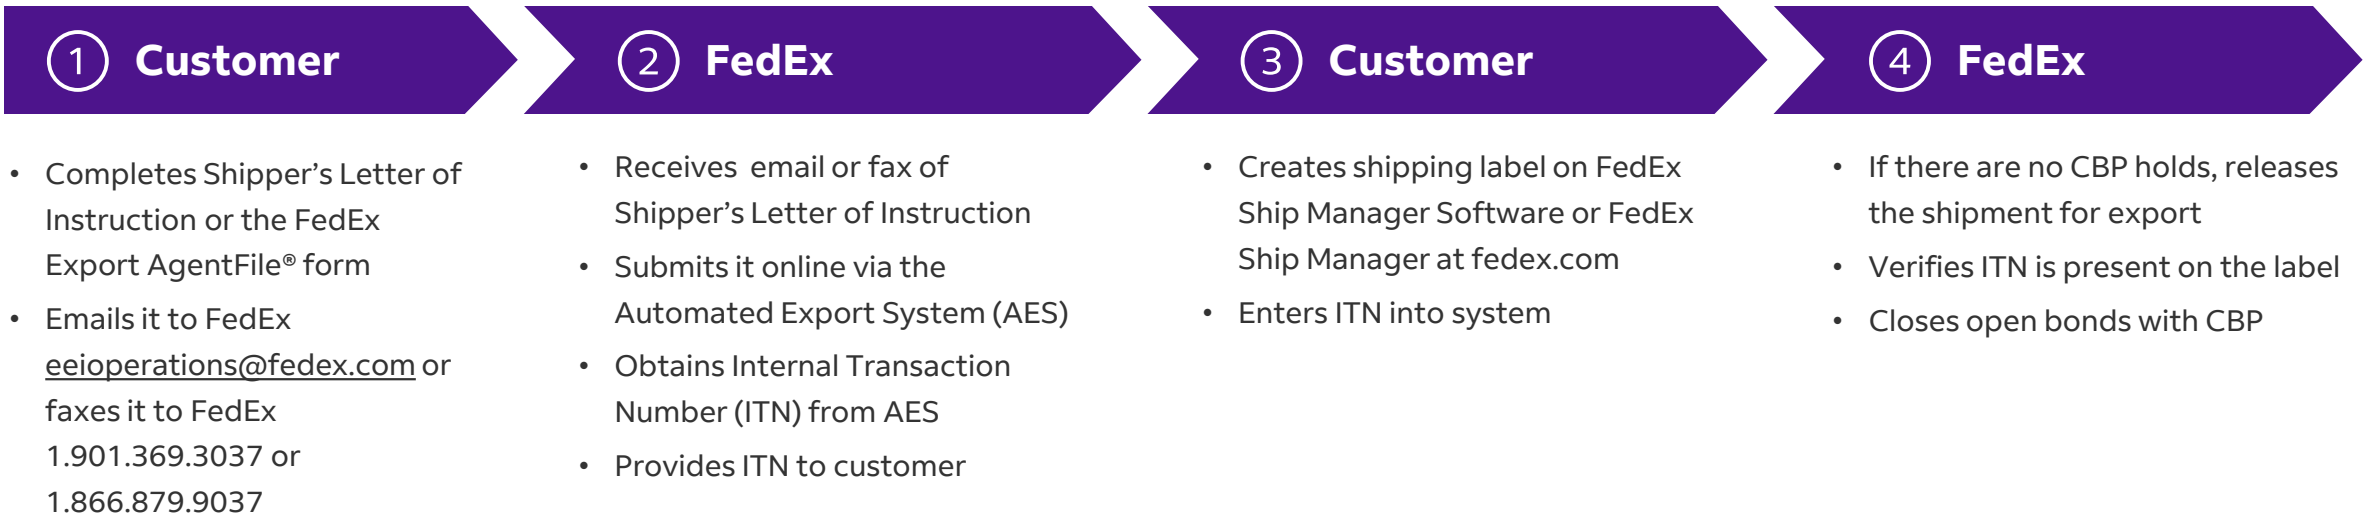 1 Customer
• Completes Shipper’s Letter of
Instruction or the FedEx
Export AgentFile® form
• Emails it to FedEx
eeioperations@fedex.com or
faxes it to FedEx
1.901.369.3037 or
1.866.879.9037
2 FedEx
• Receives  email or fax of
Shipper’s Letter of Instruction
• Submits it online via the
Automated Export System (AES)
• Obtains Internal Transaction
Number (ITN) from AES
• Provides ITN to customer
3 Customer
• Creates shipping label on FedEx
Ship Manager Software or FedEx
Ship Manager at fedex.com
• Enters ITN into system
4 FedEx
• If there are no CBP holds, releases
the shipment for export
• Verifies ITN is present on the label
• Closes open bonds with CBP